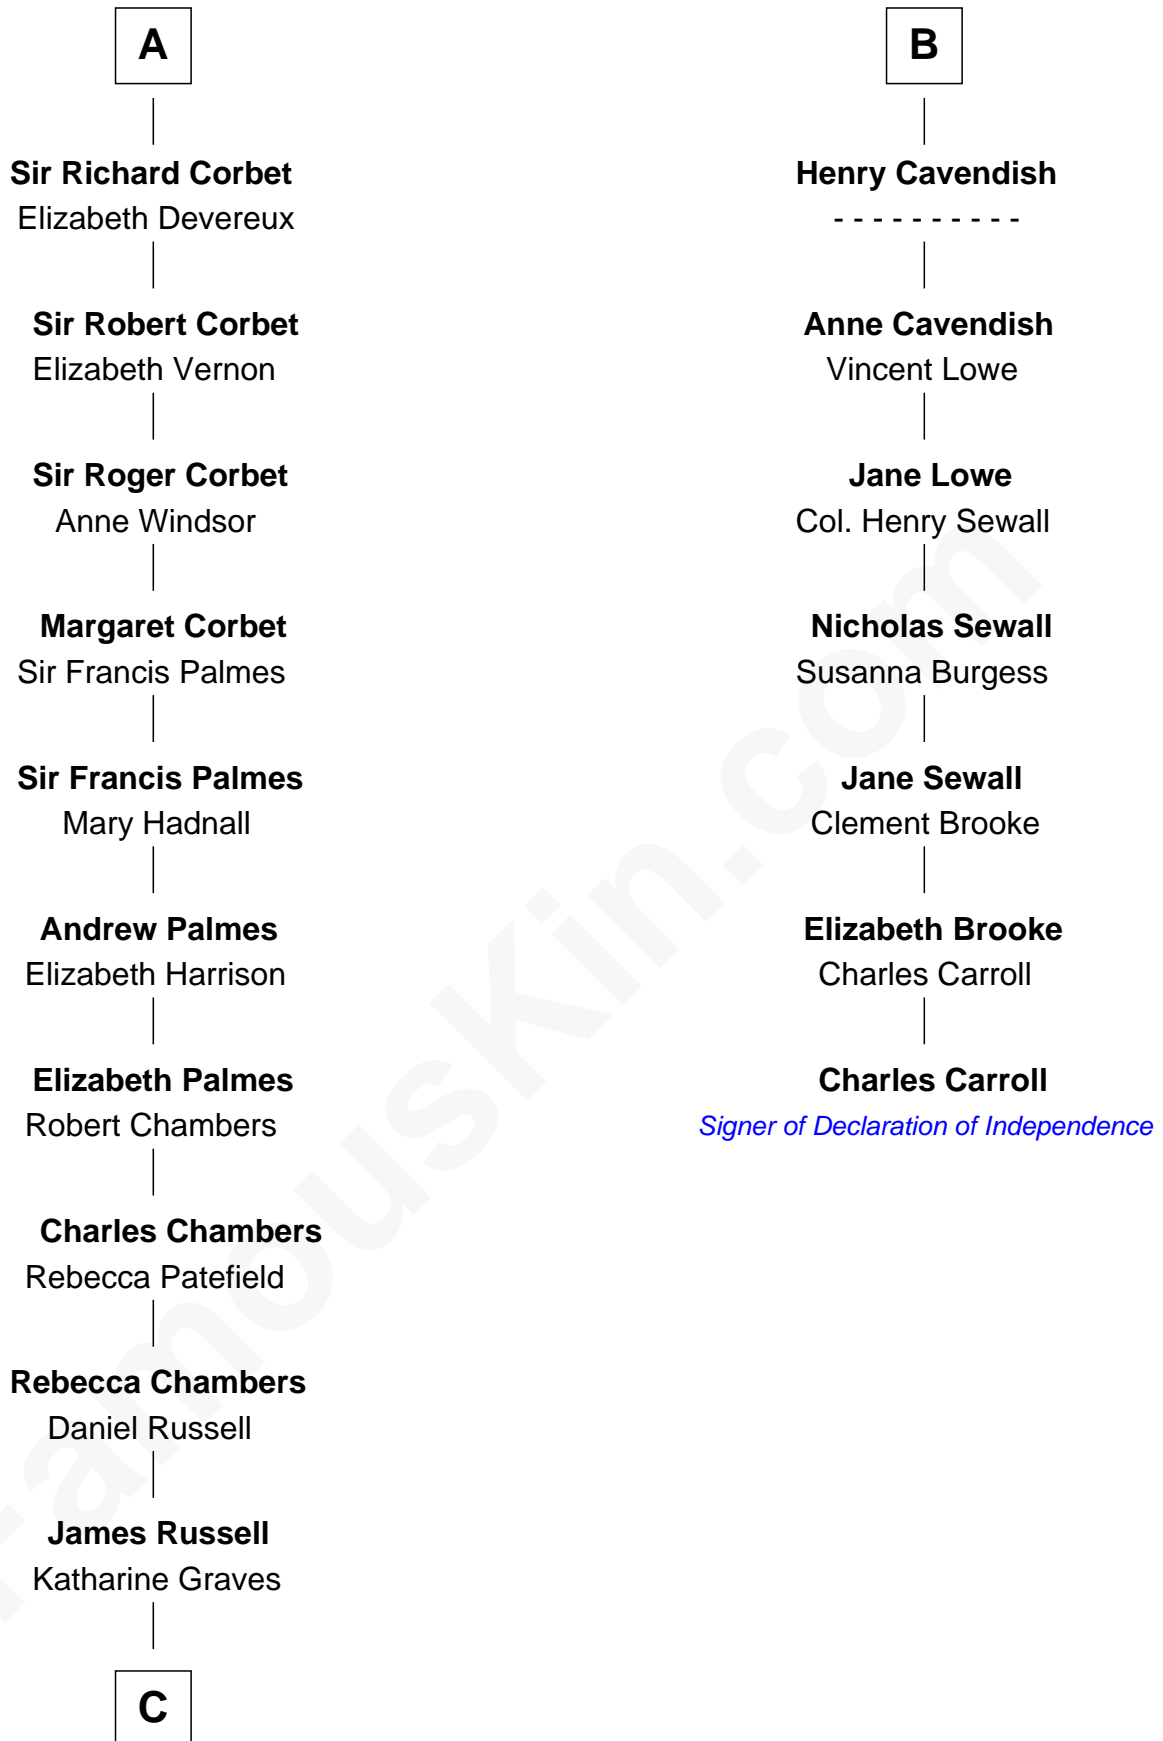 A
Sir Richard Corbet
Elizabeth Devereux
Sir Robert Corbet
Elizabeth Vernon
Sir Roger Corbet
Anne Windsor
Margaret Corbet
Sir Francis Palmes
Sir Francis Palmes
Mary Hadnall
Andrew Palmes
Elizabeth Harrison
Elizabeth Palmes
Robert Chambers
Charles Chambers
Rebecca Patefield
Rebecca Chambers
Daniel Russell
James Russell
Katharine Graves
C
B
Henry Cavendish
- - - - - - - - - -
Anne Cavendish
Vincent Lowe
Jane Lowe
Col. Henry Sewall
Nicholas Sewall
Susanna Burgess
Jane Sewall
Clement Brooke
Elizabeth Brooke
Charles Carroll
Charles Carroll
Signer of Declaration of Independence
FamousKin.com